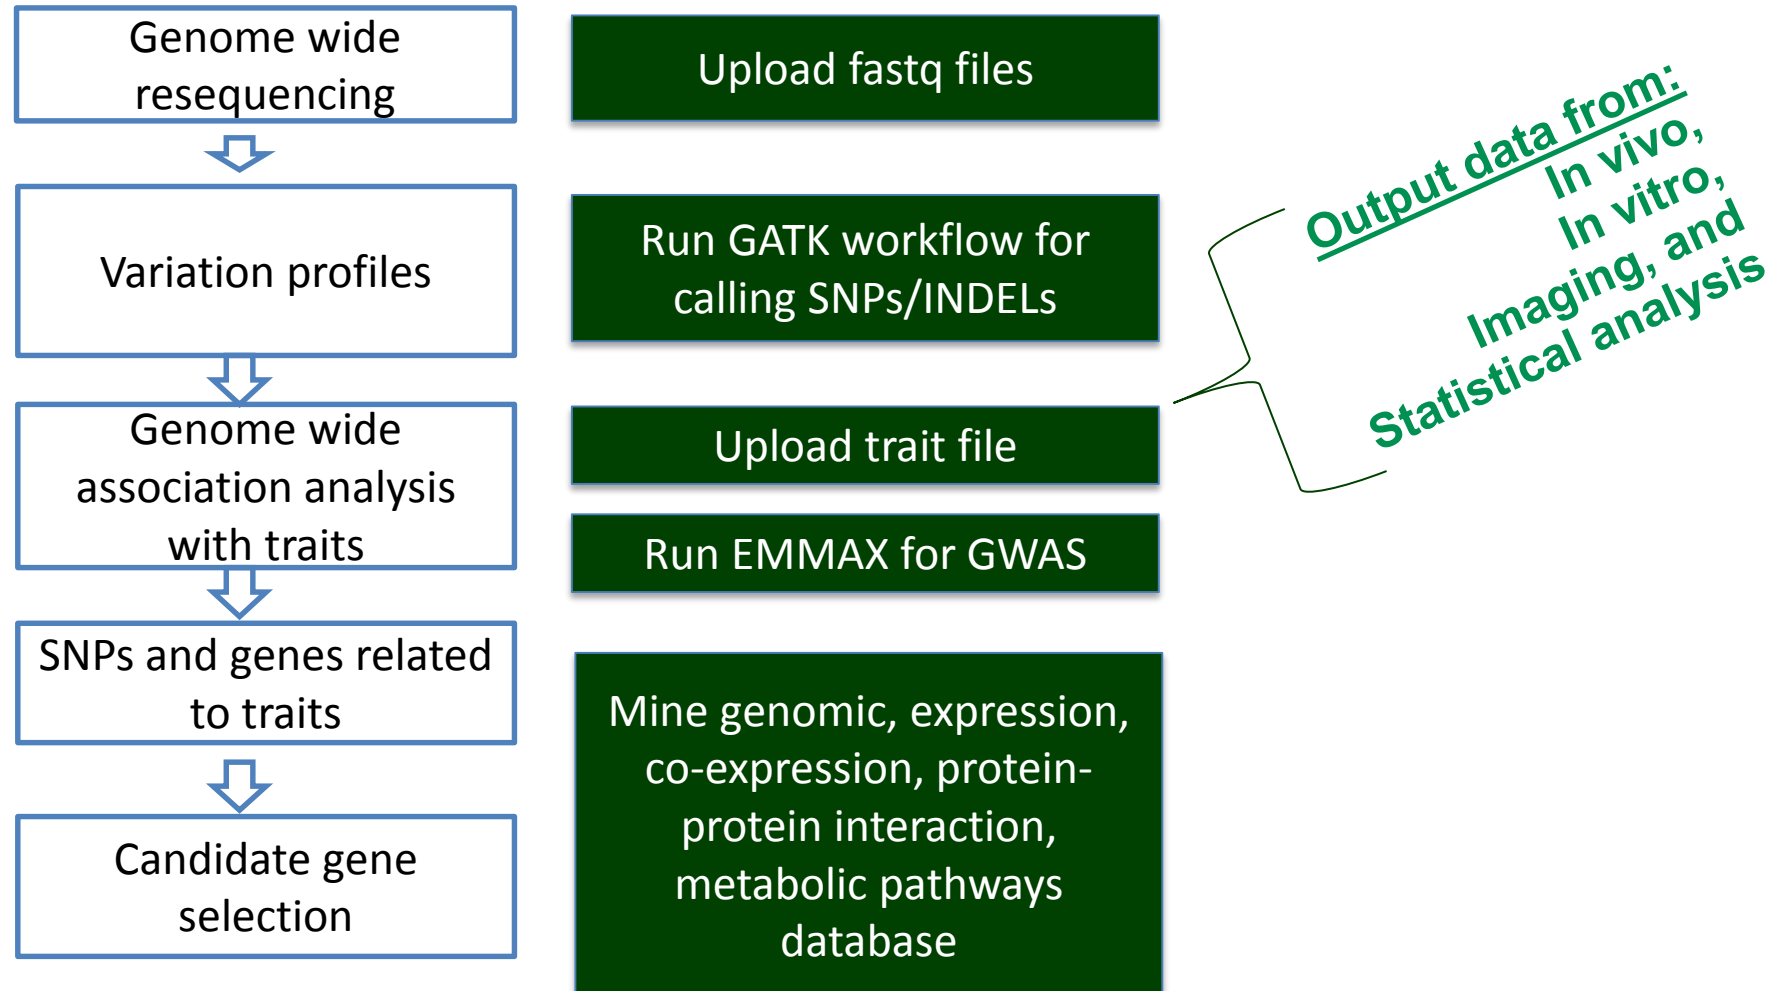 Genome wide
resequencing
Upload fastq files
Variation profiles
Run GATK workflow for
calling SNPs/INDELs
Output data from:
In vivo,
In vitro,
Imaging, and
Statistical analysis
Genome wide
association analysis
with traits
Upload trait file
Run EMMAX for GWAS
SNPs and genes related
to traits
Mine genomic, expression,
co-expression, protein-
protein interaction,
metabolic pathways
database
Candidate gene
selection